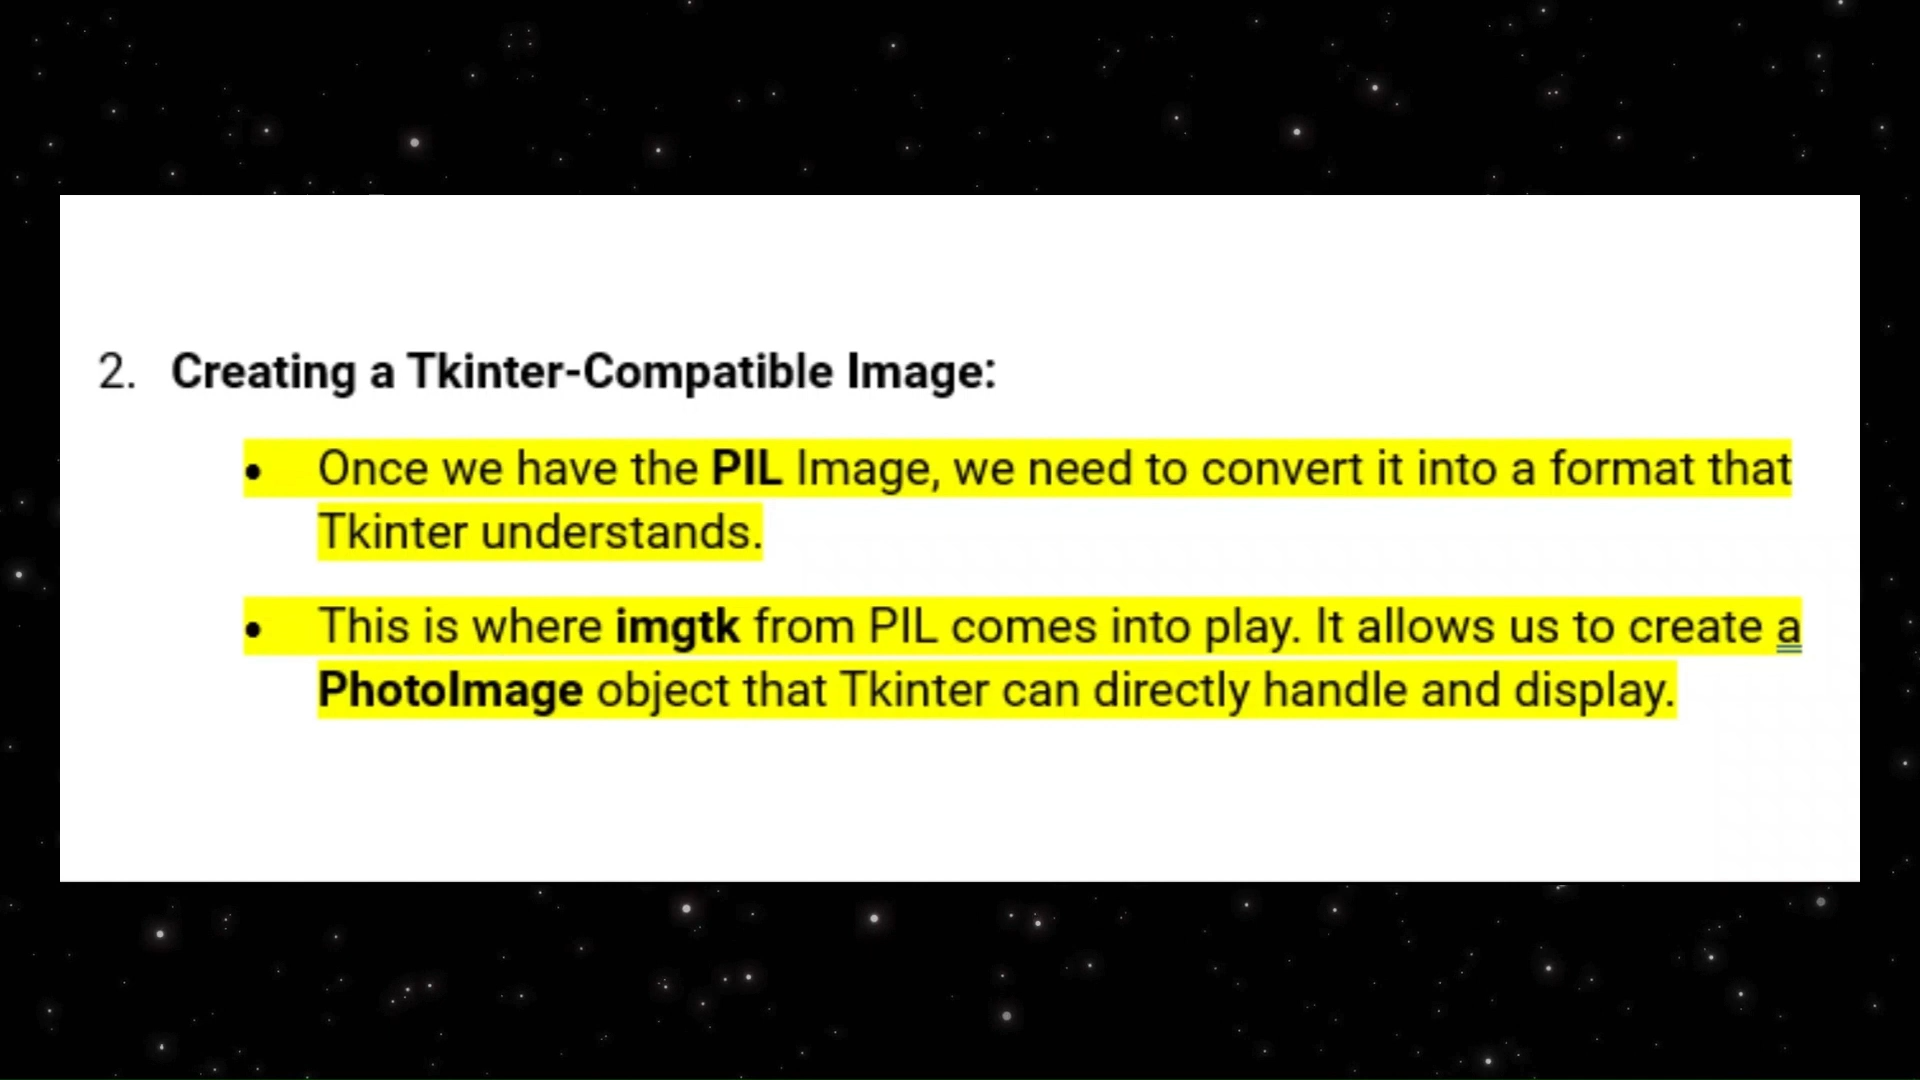 2. Creating a Tkinter-Compatible Image:
• Once we have the PIL Image, we need to convert it into a format that
Tkinter understands.
• This is where imgtk from PIL comes into play. It allows us to create a
PhotoImage object that Tkinter can directly handle and display.